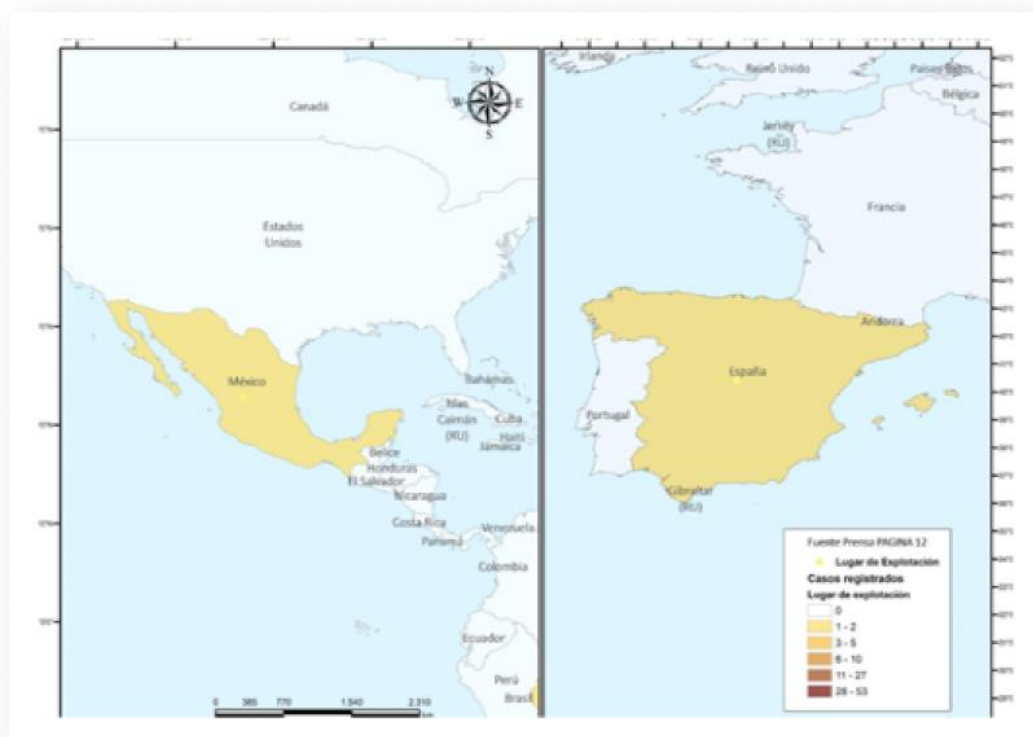 N
W E
S
Canadá
Estados
Unidos
México
Bahamas
Islas
Caimán
(RU)
Cuba
Haití
Jamaica
Belice
Honduras
El Salvador
Nicaragua
Costa Rica
Panamá
Venezuela
Colombia
Ecuador
Perú
Brasil
0 385 770 1.540 2.310
km
Irlanda
Reino Unido
Países Bajos
Bélgica
Jersey
(RU)
Francia
Andorra
España
Portugal
Gibraltar
(RU)
Fuente Prensa PAGINA 12
Lugar de Explotación
Casos registrados
Lugar de explotación
0
1 - 2
3 - 5
6 - 10
11 - 27
28 - 53